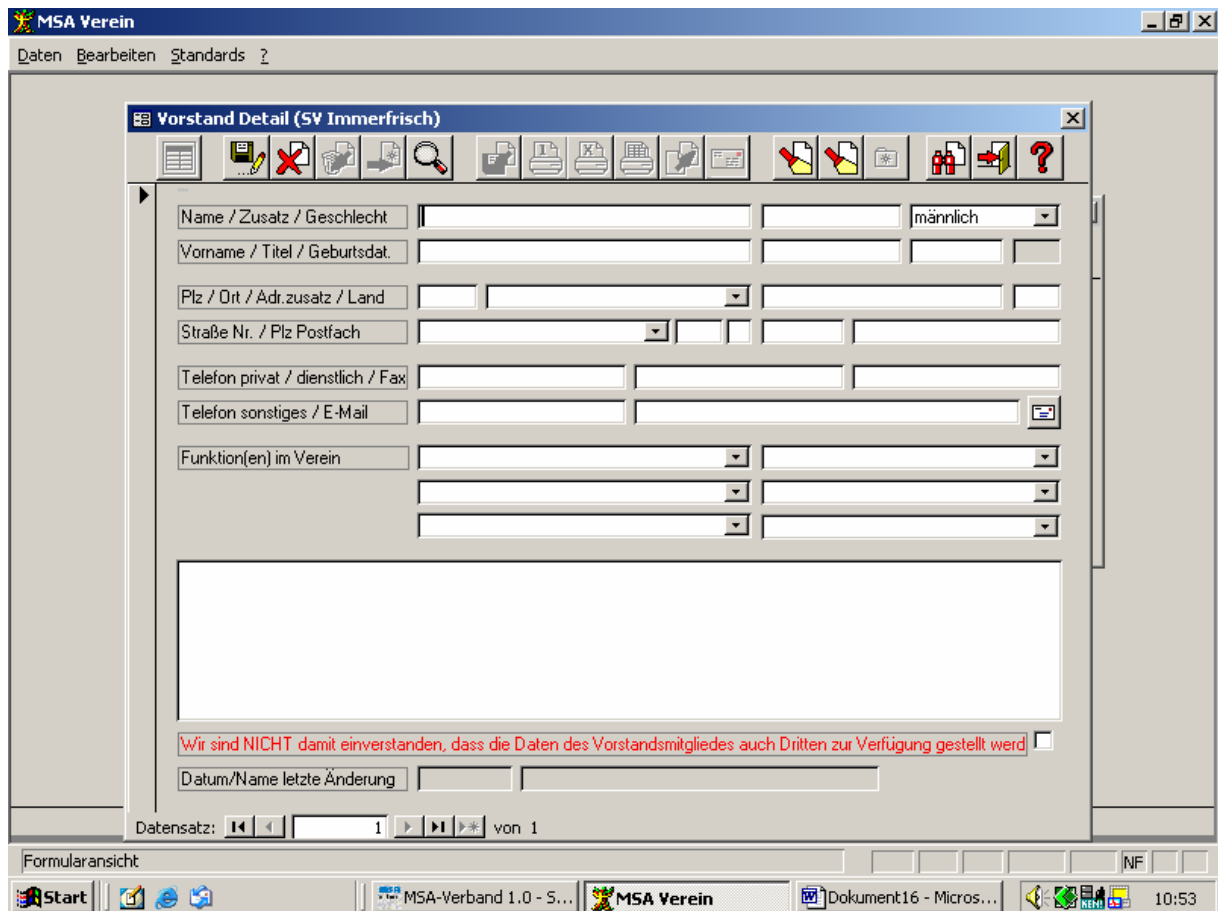 MSA Verein
Daten Bearbeiten Standards ?
Vorstand Detail (SV Immerfrisch)
Name / Zusatz / Geschlecht männlich
Vorname / Titel / Geburtsdat.
Plz / Ort / Adr.zusatz / Land
Straße Nr. / Plz Postfach
Telefon privat / dienstlich / Fax
Telefon sonstiges / E-Mail
Funktion(en) im Verein
Wir sind NICHT damit einverstanden, dass die Daten des Vorstandsmitgliedes auch Dritten zur Verfügung gestellt werd
Datum/Name letzte Änderung
Datensatz: 1 von 1
Formularansicht NF
Start MSA-Verband 1.0 - S... MSA Verein Dokument16 - Micros... 10:53